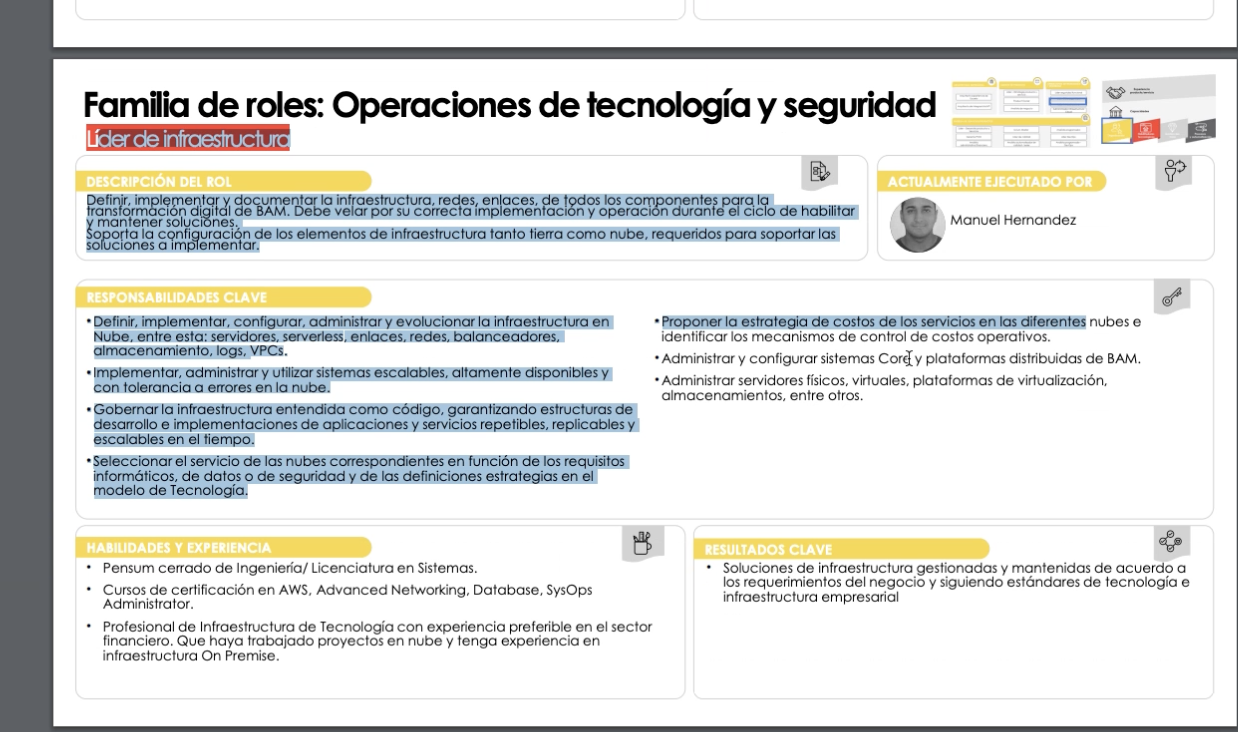 Familia de roles: Operaciones de tecnología y seguridad
Líder de infraestructura
DESCRIPCIÓN DEL ROL
Definir, implementar y documentar la infraestructura, redes, enlaces, de todos los componentes para la
transformación digital de BAM. Debe velar por su correcta implementación y operación durante el ciclo de habilitar
y mantener soluciones.
Soporta la configuración de los elementos de infraestructura tanto tierra como nube, requeridos para soportar las
soluciones a implementar.
ACTUALMENTE EJECUTADO POR
Manuel Hernandez
RESPONSABILIDADES CLAVE
•Definir, implementar, configurar, administrar y evolucionar la infraestructura en
Nube, entre esta: servidores, serverless, enlaces, redes, balanceadores,
almacenamiento, logs, VPCs.
•Implementar, administrar y utilizar sistemas escalables, altamente disponibles y
con tolerancia a errores en la nube.
•Gobernar la infraestructura entendida como código, garantizando estructuras de
desarrollo e implementaciones de aplicaciones y servicios repetibles, replicables y
escalables en el tiempo.
•Seleccionar el servicio de las nubes correspondientes en función de los requisitos
informáticos, de datos o de seguridad y de las definiciones estrategias en el
modelo de Tecnología.
•Proponer la estrategia de costos de los servicios en las diferentes nubes e
identificar los mecanismos de control de costos operativos.
•Administrar y configurar sistemas Core y plataformas distribuidas de BAM.
•Administrar servidores físicos, virtuales, plataformas de virtualización,
almacenamientos, entre otros.
HABILIDADES Y EXPERIENCIA
• Pensum cerrado de Ingeniería/ Licenciatura en Sistemas.
• Cursos de certificación en AWS, Advanced Networking, Database, SysOps
Administrator.
• Profesional de Infraestructura de Tecnología con experiencia preferible en el sector
financiero. Que haya trabajado proyectos en nube y tenga experiencia en
infraestructura On Premise.
RESULTADOS CLAVE
• Soluciones de infraestructura gestionadas y mantenidas de acuerdo a
los requerimientos del negocio y siguiendo estándares de tecnología e
infraestructura empresarial